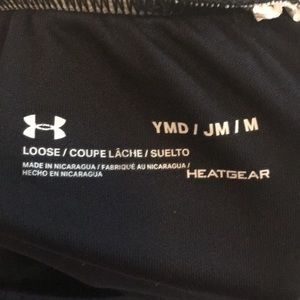 YMD / JM / M
LOOSE / COUPE LÂCHE / SUELTO
MADE IN NICARAGUA / FABRIQUÉ AU NICARAGUA /
HECHO EN NICARAGUA
HEATGEAR